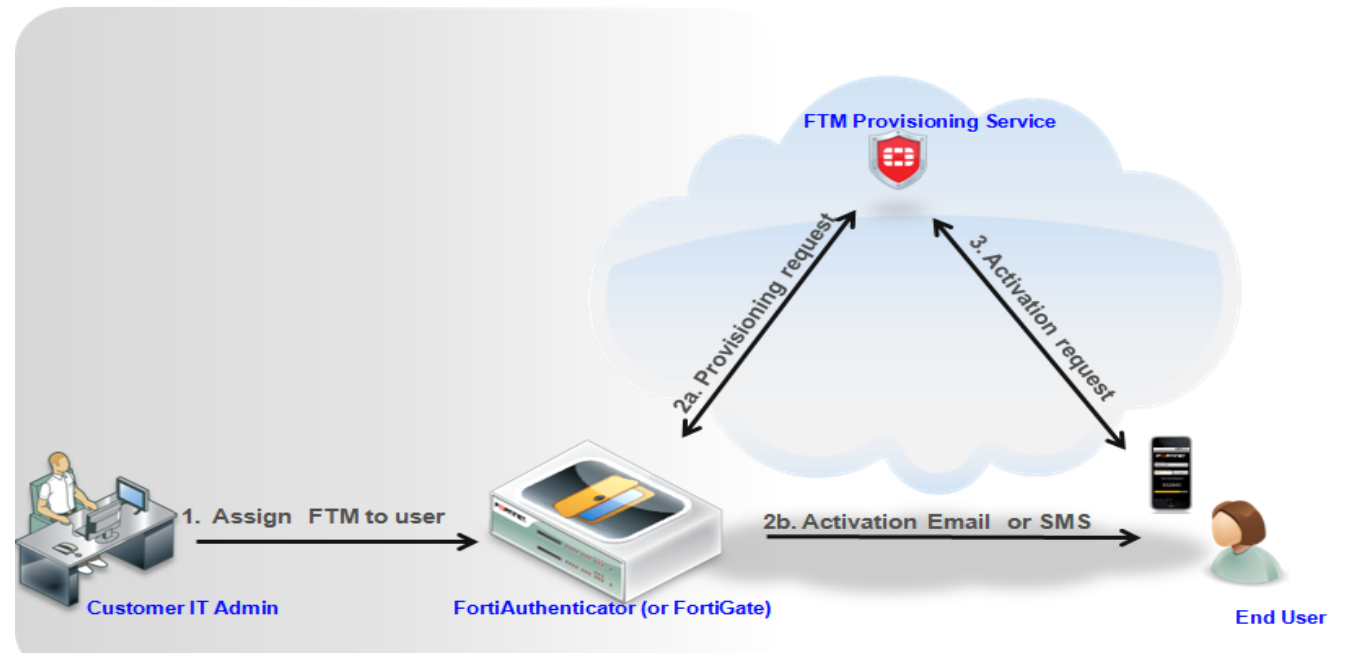 FTM Provisioning Service
2a. Provisioning request
3. Activation request
1. Assign FTM to user
2b. Activation Email or SMS
Customer IT Admin
FortiAuthenticator (or FortiGate)
End User